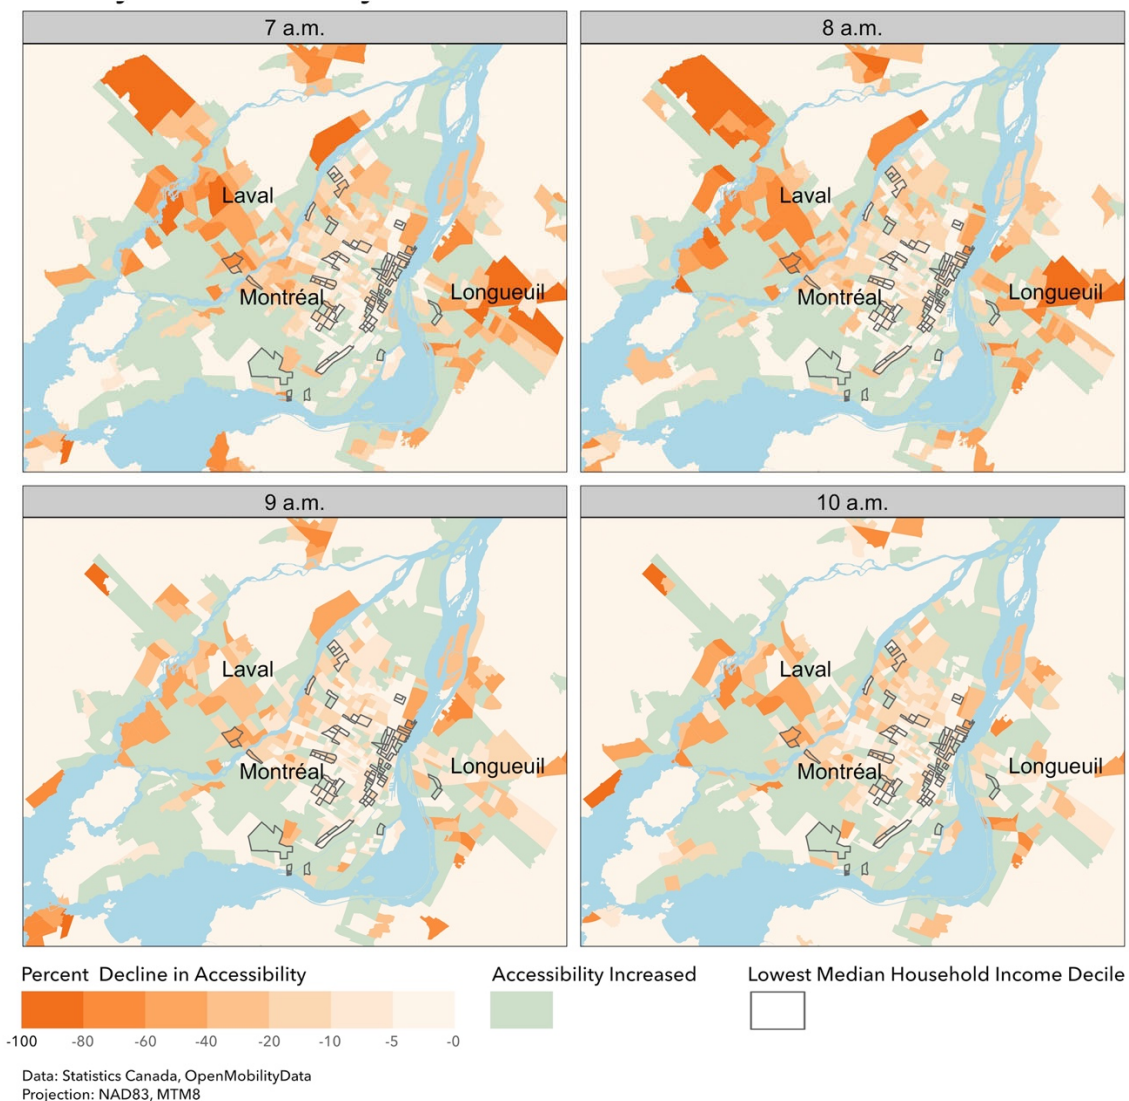 7 a.m.
8 a.m.
Laval
Montréal
Longueuil
Laval
Montréal
Longueuil
9 a.m.
10 a.m.
Laval
Montréal
Longueuil
Laval
Montréal
Longueuil
Percent Decline in Accessibility
Accessibility Increased
Lowest Median Household Income Decile
-100 -80 -60 -40 -20 -10 -5 -0
Data: Statistics Canada, OpenMobilityData
Projection: NAD83, MTM8